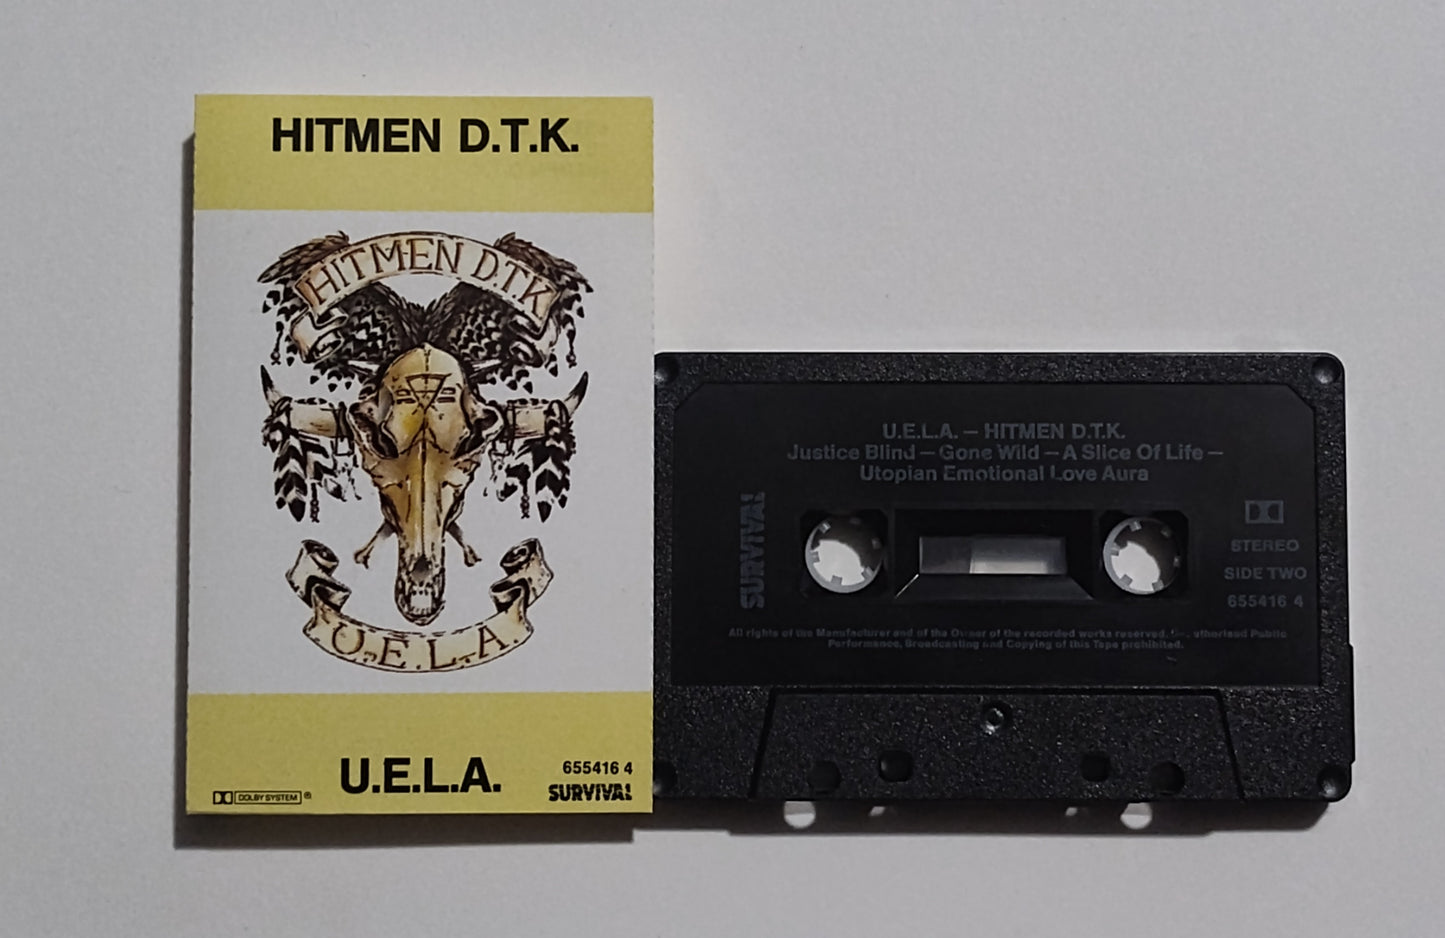 HITMEN D.T.K.
HITMEN D.T.K
U.E.L.A.
U.E.L.A.
655416 4
DOLBY SYSTEM ®
SURVIVAL
U.E.L.A. – HITMEN D.T.K.
Justice Blind – Gone Wild – A Slice Of Life –
Utopian Emotional Love Aura
SURVIVAL
STEREO
SIDE TWO
655416 4
All rights of the Manufacturer and of the Owner of the recorded works reserved. Public
Performance, Broadcasting and Copying of this Tape prohibited.